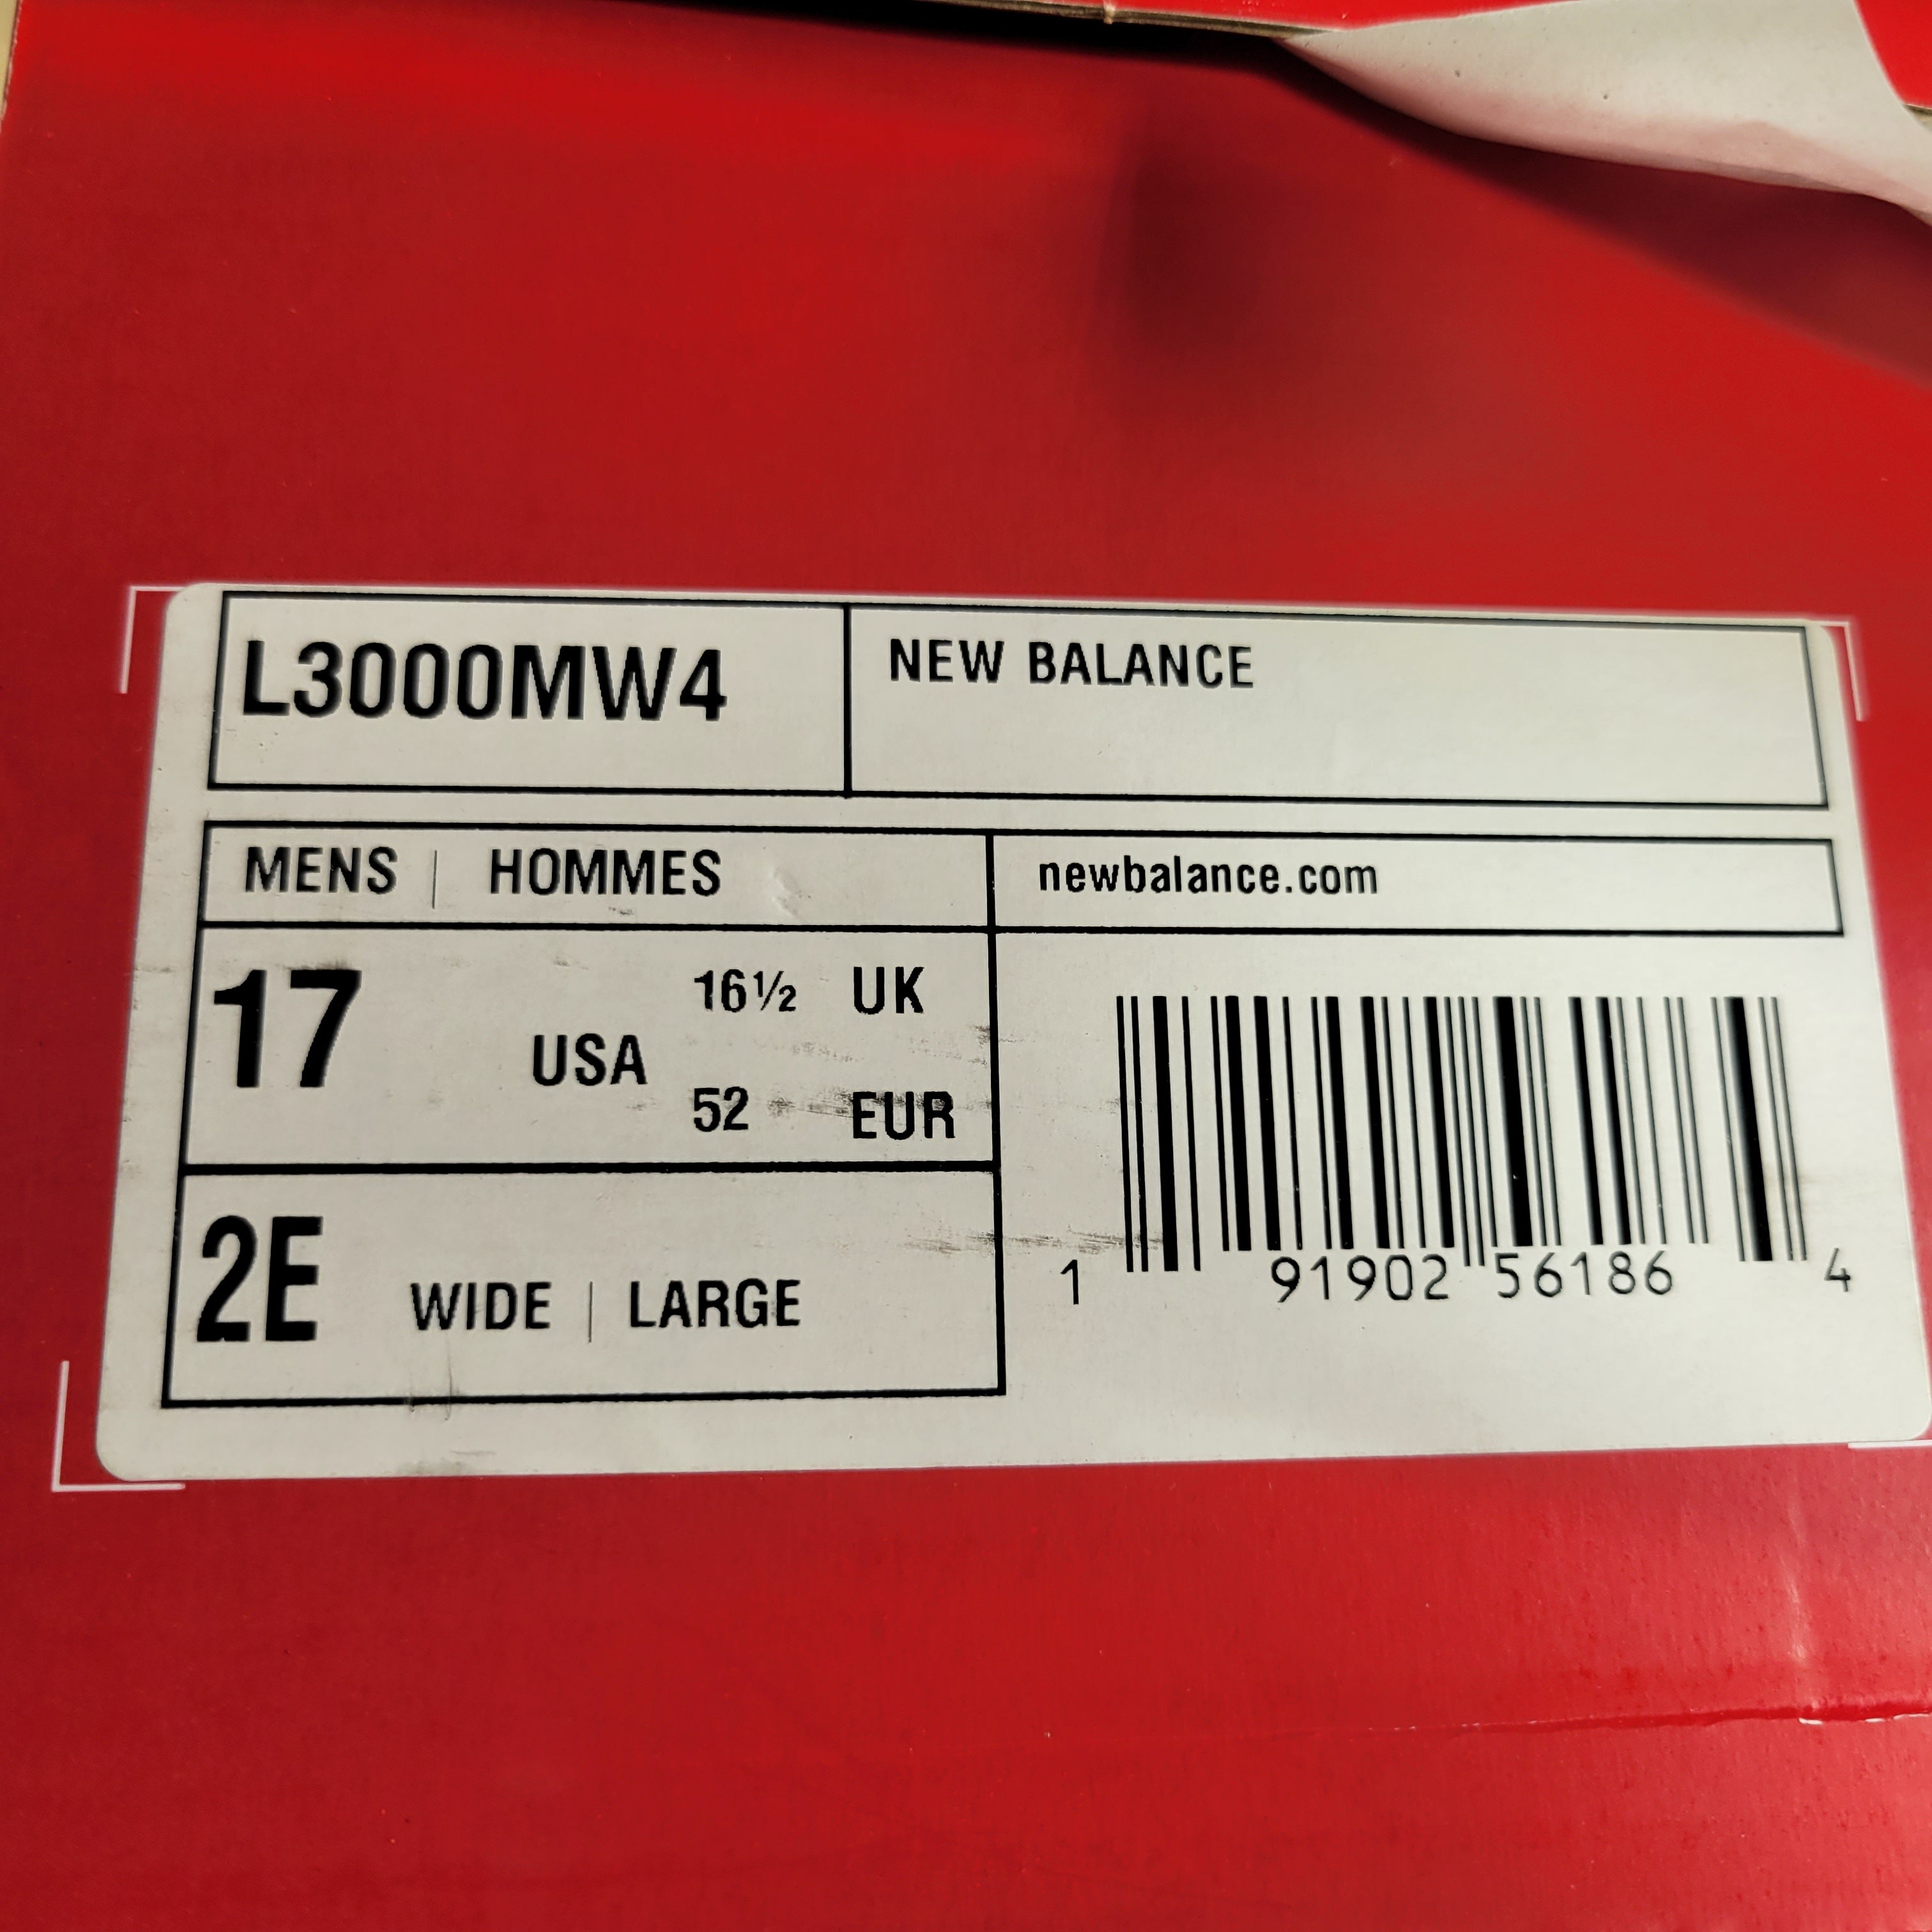 L3000MW4
NEW BALANCE
MENS | HOMMES
newbalance.com
17 USA
16½ UK
52 EUR
2E WIDE | LARGE
1 91902 56186 4